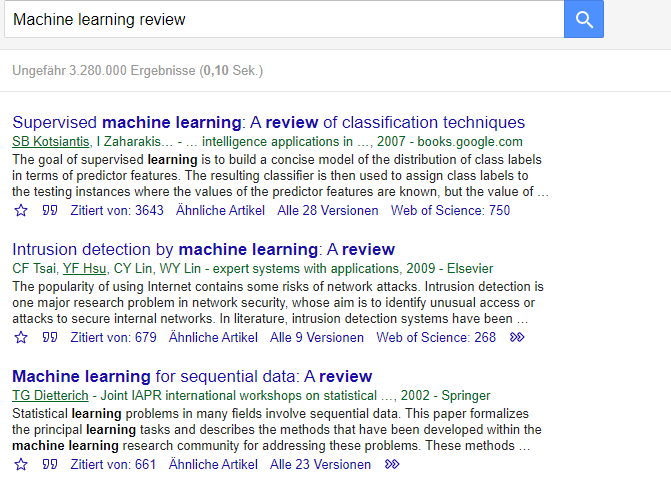 Machine learning review
Ungefähr 3.280.000 Ergebnisse (0,10 Sek.)
Supervised machine learning: A review of classification techniques
SB Kotsiantis, I Zaharakis… - … intelligence applications in …, 2007 - books.google.com
The goal of supervised learning is to build a concise model of the distribution of class labels
in terms of predictor features. The resulting classifier is then used to assign class labels to
the testing instances where the values of the predictor features are known, but the value of …
Zitiert von: 3643 Ähnliche Artikel Alle 28 Versionen Web of Science: 750
Intrusion detection by machine learning: A review
CF Tsai, YF Hsu, CY Lin, WY Lin - expert systems with applications, 2009 - Elsevier
The popularity of using Internet contains some risks of network attacks. Intrusion detection is
one major research problem in network security, whose aim is to identify unusual access or
attacks to secure internal networks. In literature, intrusion detection systems have been …
Zitiert von: 679 Ähnliche Artikel Alle 9 Versionen Web of Science: 268
Machine learning for sequential data: A review
TG Dietterich - Joint IAPR international workshops on statistical …, 2002 - Springer
Statistical learning problems in many fields involve sequential data. This paper formalizes
the principal learning tasks and describes the methods that have been developed within the
machine learning research community for addressing these problems. These methods …
Zitiert von: 661 Ähnliche Artikel Alle 23 Versionen